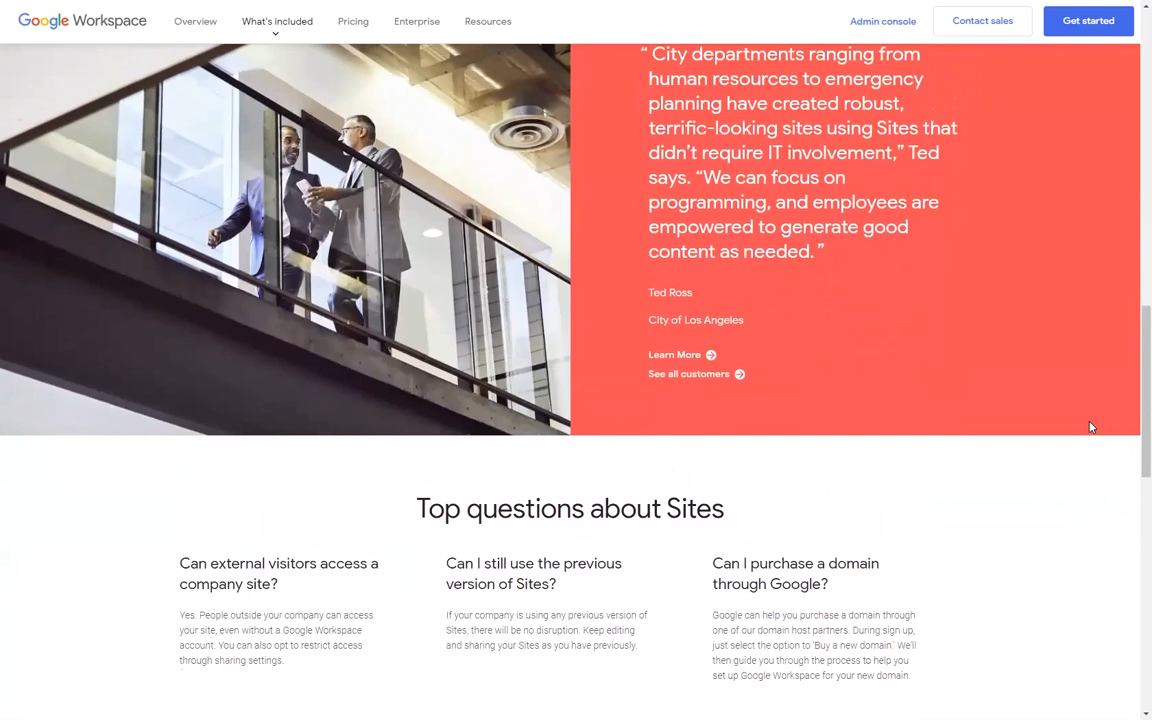 Google Workspace
Overview
What's included
Pricing
Enterprise
Resources
Admin console
Contact sales
Get started
“ City departments ranging from
human resources to emergency
planning have created robust,
terrific-looking sites using Sites that
didn’t require IT involvement,” Ted
says. “We can focus on
programming, and employees are
empowered to generate good
content as needed. ”
Ted Ross
City of Los Angeles
Learn More
See all customers
Top questions about Sites
Can external visitors access a
company site?
Yes. People outside your company can access
your site, even without a Google Workspace
account. You can also opt to restrict access
through sharing settings.
Can I still use the previous
version of Sites?
If your company is using any previous version of
Sites, there will be no disruption. Keep editing
and sharing your Sites as you have previously.
Can I purchase a domain
through Google?
Google can help you purchase a domain through
one of our domain host partners. During sign up,
just select the option to 'Buy a new domain.' We'll
then guide you through the process to help you
set up Google Workspace for your new domain.